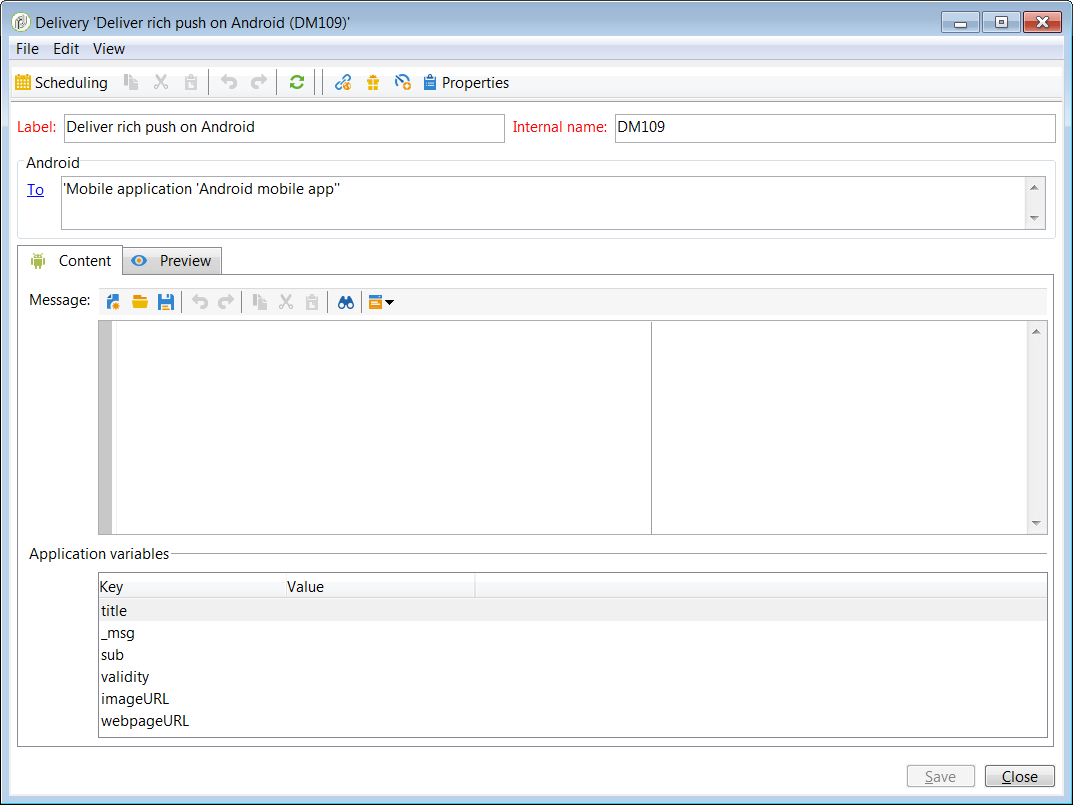 Delivery 'Deliver rich push on Android (DM109)'
File Edit View
Scheduling Properties
Label: Deliver rich push on Android Internal name: DM109
Android
To 'Mobile application 'Android mobile app''
Content Preview
Message:
Application variables
Key Value
title
_msg
sub
validity
imageURL
webpageURL
Save Close